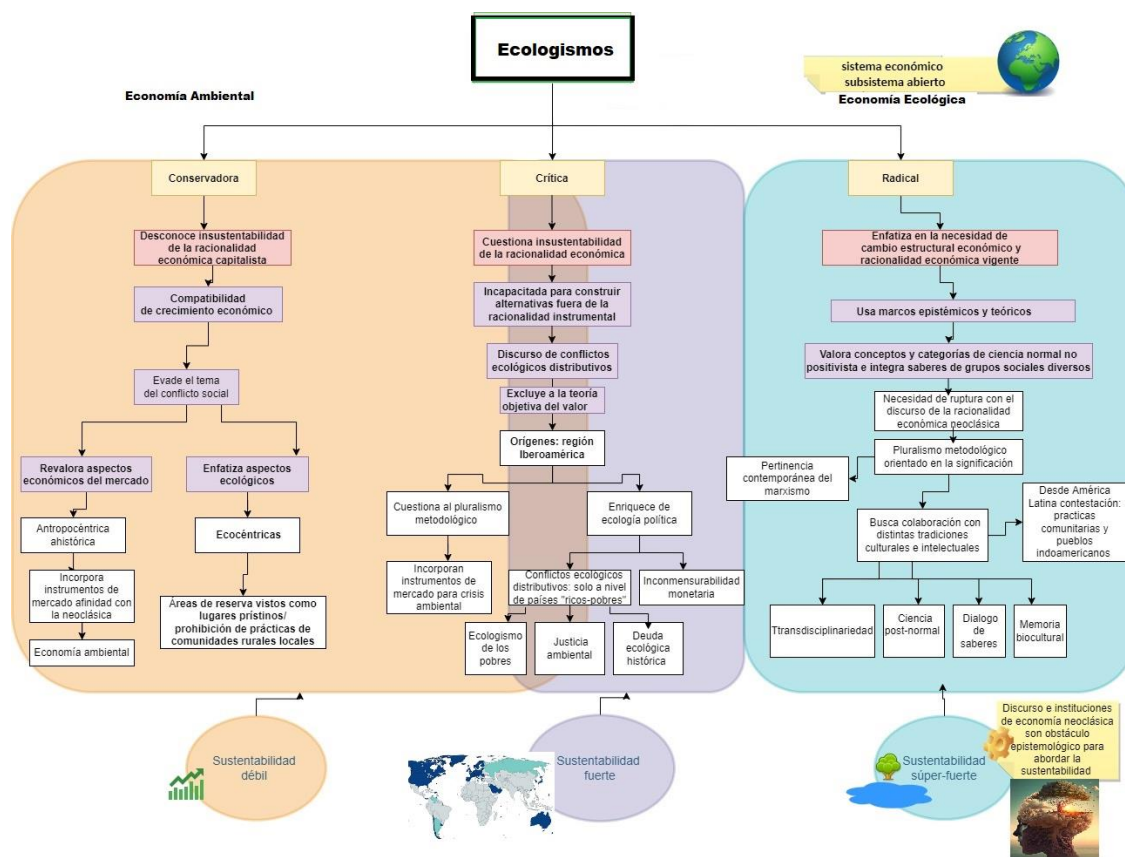 Ecologismos
sistema económico
subsistema abierto
Economía Ambiental
Economía Ecológica
Conservadora
Desconoce insustentabilidad
de la racionalidad
económica capitalista
Compatibilidad
de crecimiento económico
Evade el tema
del conflicto social
Revalora aspectos
económicos del mercado
Enfatiza aspectos
ecológicos
Antropocèntrica
ahistórica
Ecocéntricas
Incorpora
instrumentos de
mercado afinidad con
la neoclásica
Áreas de reserva vistos como
lugares prístinos/
prohibición de prácticas de
comunidades rurales locales
Economía ambiental
Crítica
Cuestiona insustentabilidad
de la racionalidad económica
Incapacitada para construir
alternativas fuera de la
racionalidad instrumental
Discurso de conflictos
ecológicos distributivos
Excluye a la teoría
objetiva del valor
Orígenes: región
Iberoamérica
Cuestiona al pluralismo
metodológico
Enriquece de
ecología política
Incorporan
instrumentos de
mercado para crisis
ambiental
Conflictos ecológicos
distributivos: solo a nivel
de países "ricos-pobres"
Inconmensurabilidad
monetaria
Ecologismo
de los
pobres
Justicia
ambiental
Deuda
ecológica
histórica
Radical
Enfatiza en la necesidad de
cambio estructural económico y
racionalidad económica vigente
Usa marcos epistémicos y teóricos
Valora conceptos y categorías de ciencia normal no
positivista e integra saberes de grupos sociales diversos
Necesidad de ruptura con el
discurso de la racionalidad
econòmica neoclásica
Pluralismo metodológico
orientado en la significación
Pertinencia
contemporánea del
marxismo
Busca colaboración con
distintas tradiciones
culturales e intelectuales
Desde América
Latina contestación:
practicas
comunitarias y
pueblos
indoamericanos
Ttransdisciplinariedad
Ciencia
post-normal
Dialogo de
saberes
Memoria
biocultural
Sustentabilidad
débil
Sustentabilidad
fuerte
Sustentabilidad
súper-fuerte
Discurso e instituciones
de economía neoclásica
son obstáculo
epistemológico para
abordar la
sustentabilidad